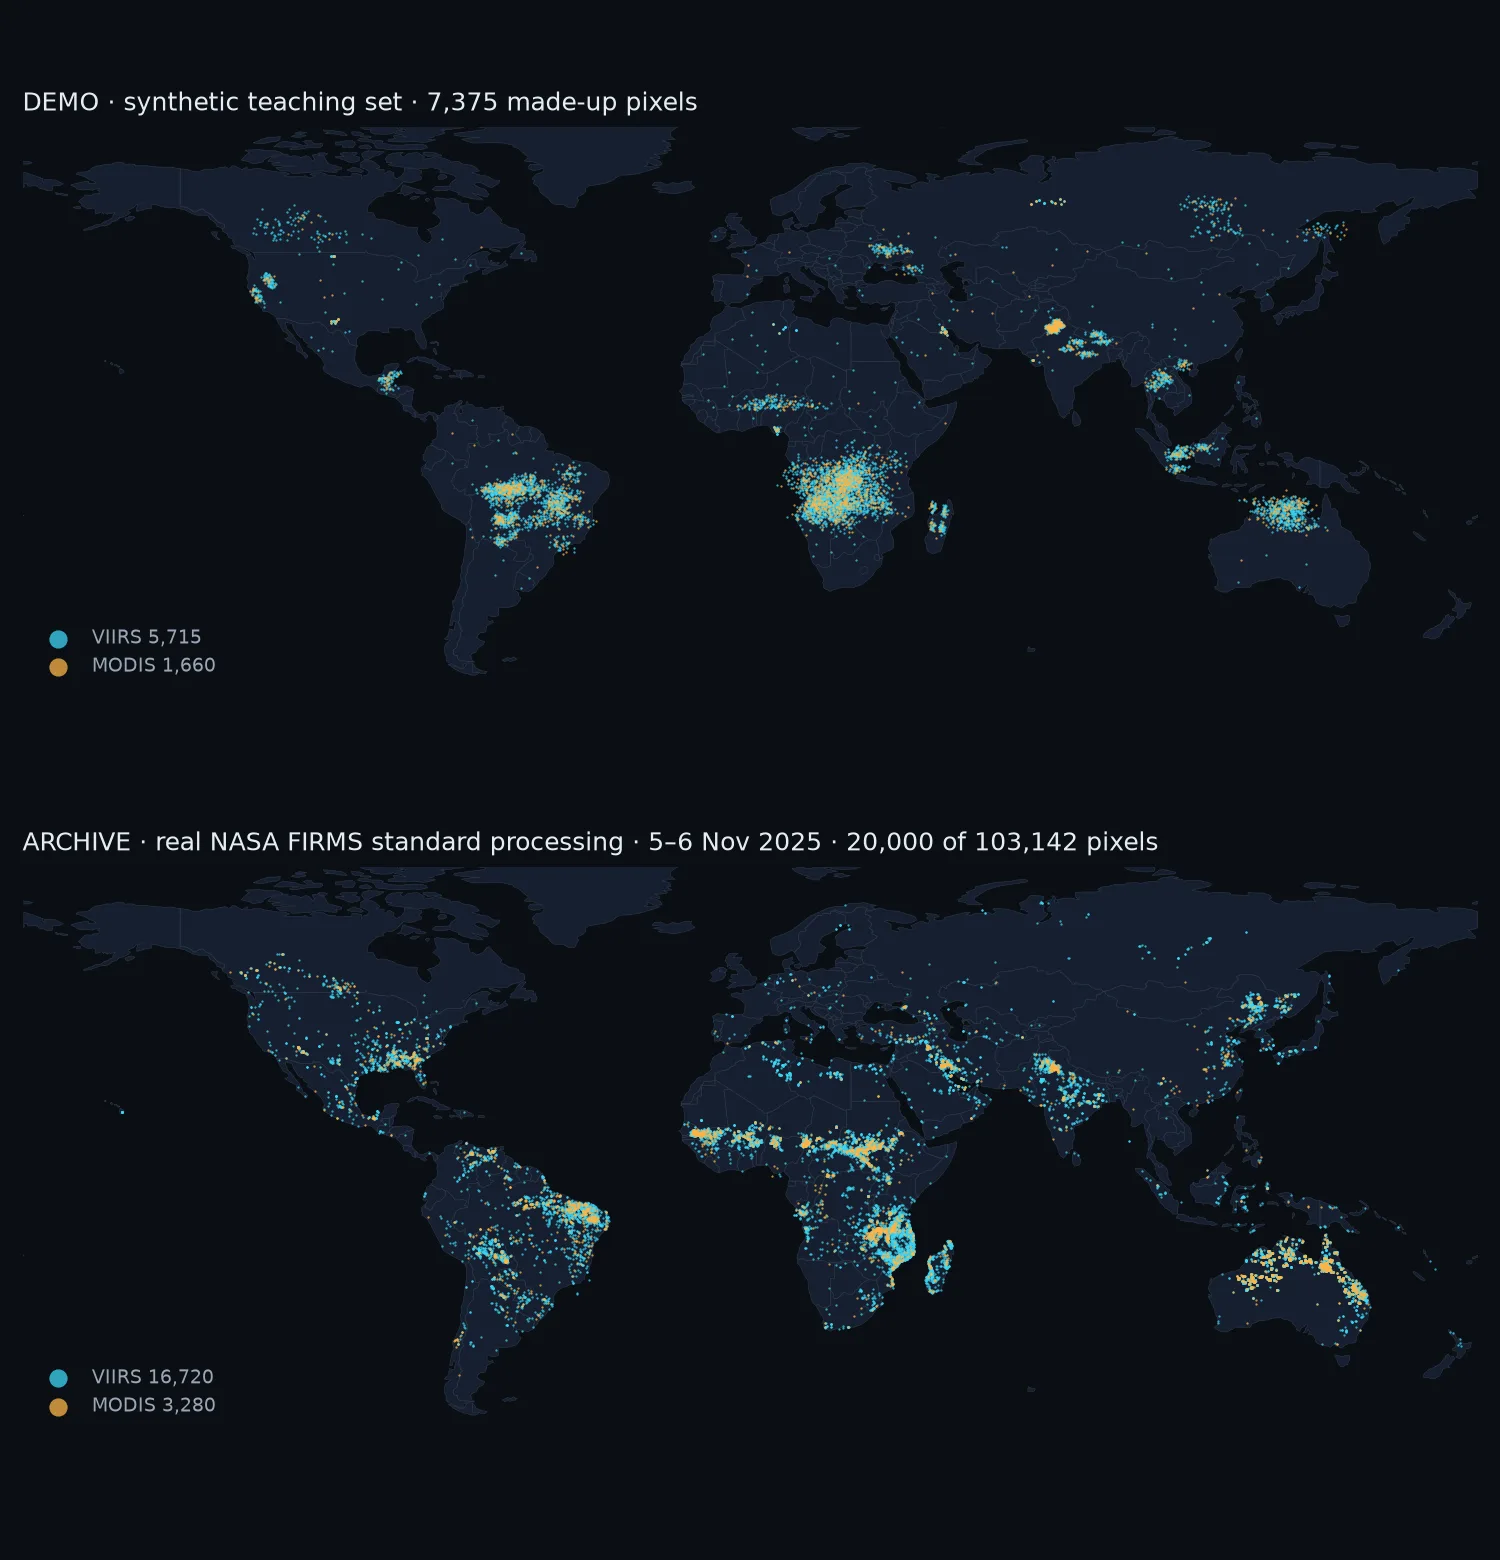 DEMO · synthetic teaching set · 7,375 made-up pixels
VIIRS 5,715
MODIS 1,660
ARCHIVE · real NASA FIRMS standard processing · 5–6 Nov 2025 · 20,000 of 103,142 pixels
VIIRS 16,720
MODIS 3,280